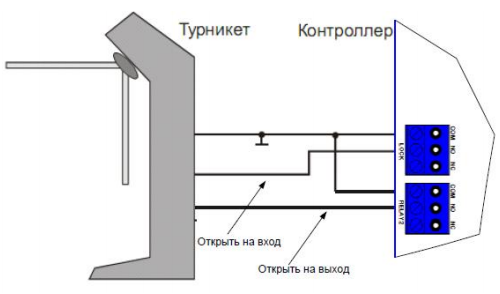 Турникет
Контроллер
LOCK
COM
NO
NC
RELAY2
COM
NO
NC
Открыть на вход
Открыть на выход